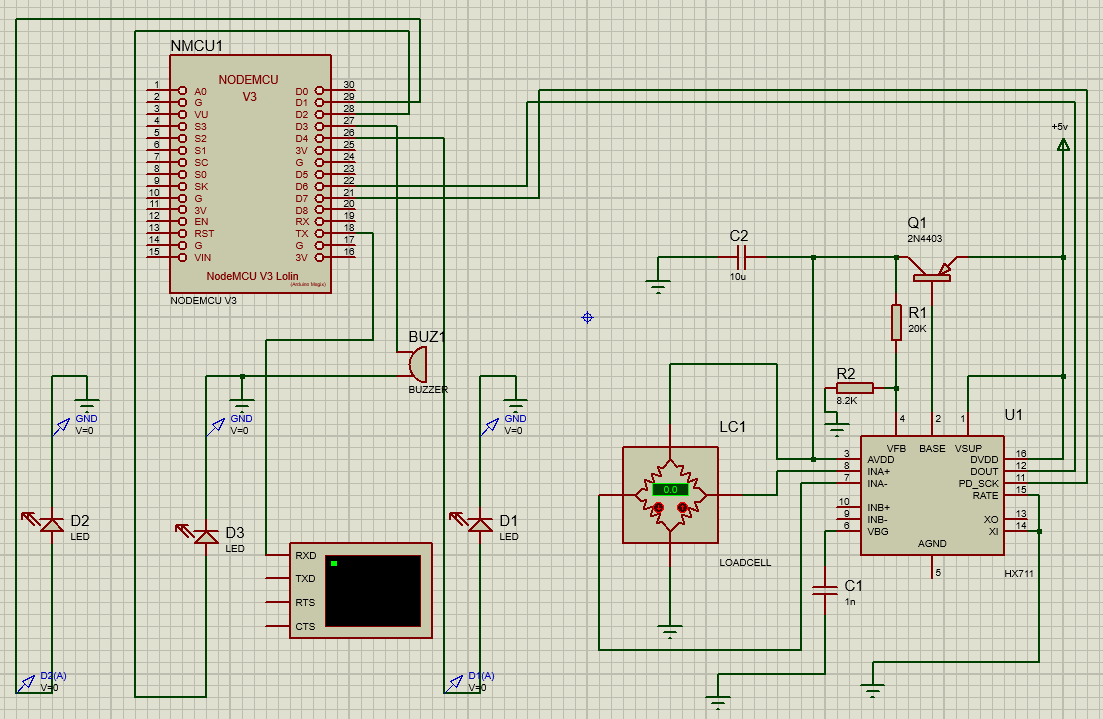 NMCU1
NODEMCU
V3
1 A0
2 G
3 VU
4 S3
5 S2
6 S1
7 SC
8 S0
9 SK
10 G
11 3V
12 EN
13 RST
14 G
15 VIN
D0 30
D1 29
D2 28
D3 27
D4 26
3V 25
G 24
D5 23
D6 22
D7 21
D8 20
RX 19
TX 18
G 17
3V 16
NodeMCU V3 Lolin
(Arduino Magix)
NODEMCU V3
+5v
Q1
2N4403
C2
10u
R1
20K
R2
8.2K
BUZ1
BUZZER
GND
V=0
GND
V=0
GND
V=0
D2
LED
D3
LED
D1
LED
RXD
TXD
RTS
CTS
D2(A)
V=0
D1(A)
V=0
LC1
0.0
LOADCELL
U1
4
2
1
VFB
BASE
VSUP
3 AVDD
8 INA+
7 INA-
10 INB+
9 INB-
6 VBG
DVDD 16
DOUT 12
PD_SCK 11
RATE 15
XO 13
XI 14
AGND
5
HX711
C1
1n